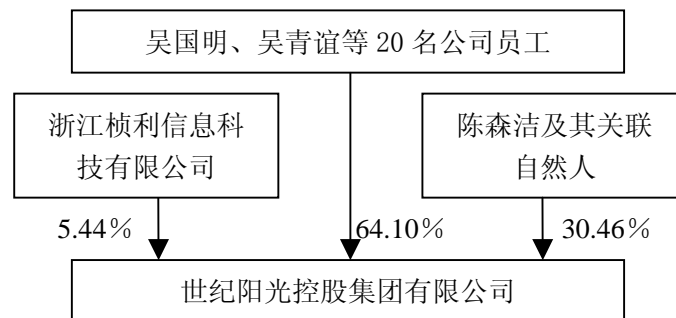 吴国明、吴青谊等 20 名公司员工
浙江桢利信息科
技有限公司
陈森洁及其关联
自然人
5.44%
64.10%
30.46%
世纪阳光控股集团有限公司